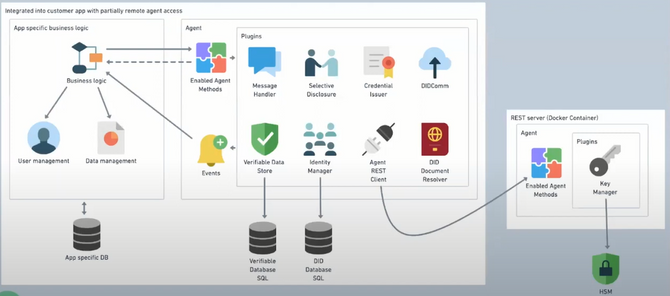 Integrated into customer app with partially remote agent access
App specific business logic
Business logic
User management
Data management
App specific DB
Agent
Enabled Agent
Methods
Events
Plugins
Message
Handler
Selective
Disclosure
Credential
Issuer
DIDComm
Verifiable Data
Store
Identity
Manager
Agent
REST
Client
DID
Document
Resolver
Verifiable
Database
SQL
DID
Database
SQL
REST server (Docker Container)
Agent
Enabled Agent
Methods
Plugins
Key
Manager
HSM